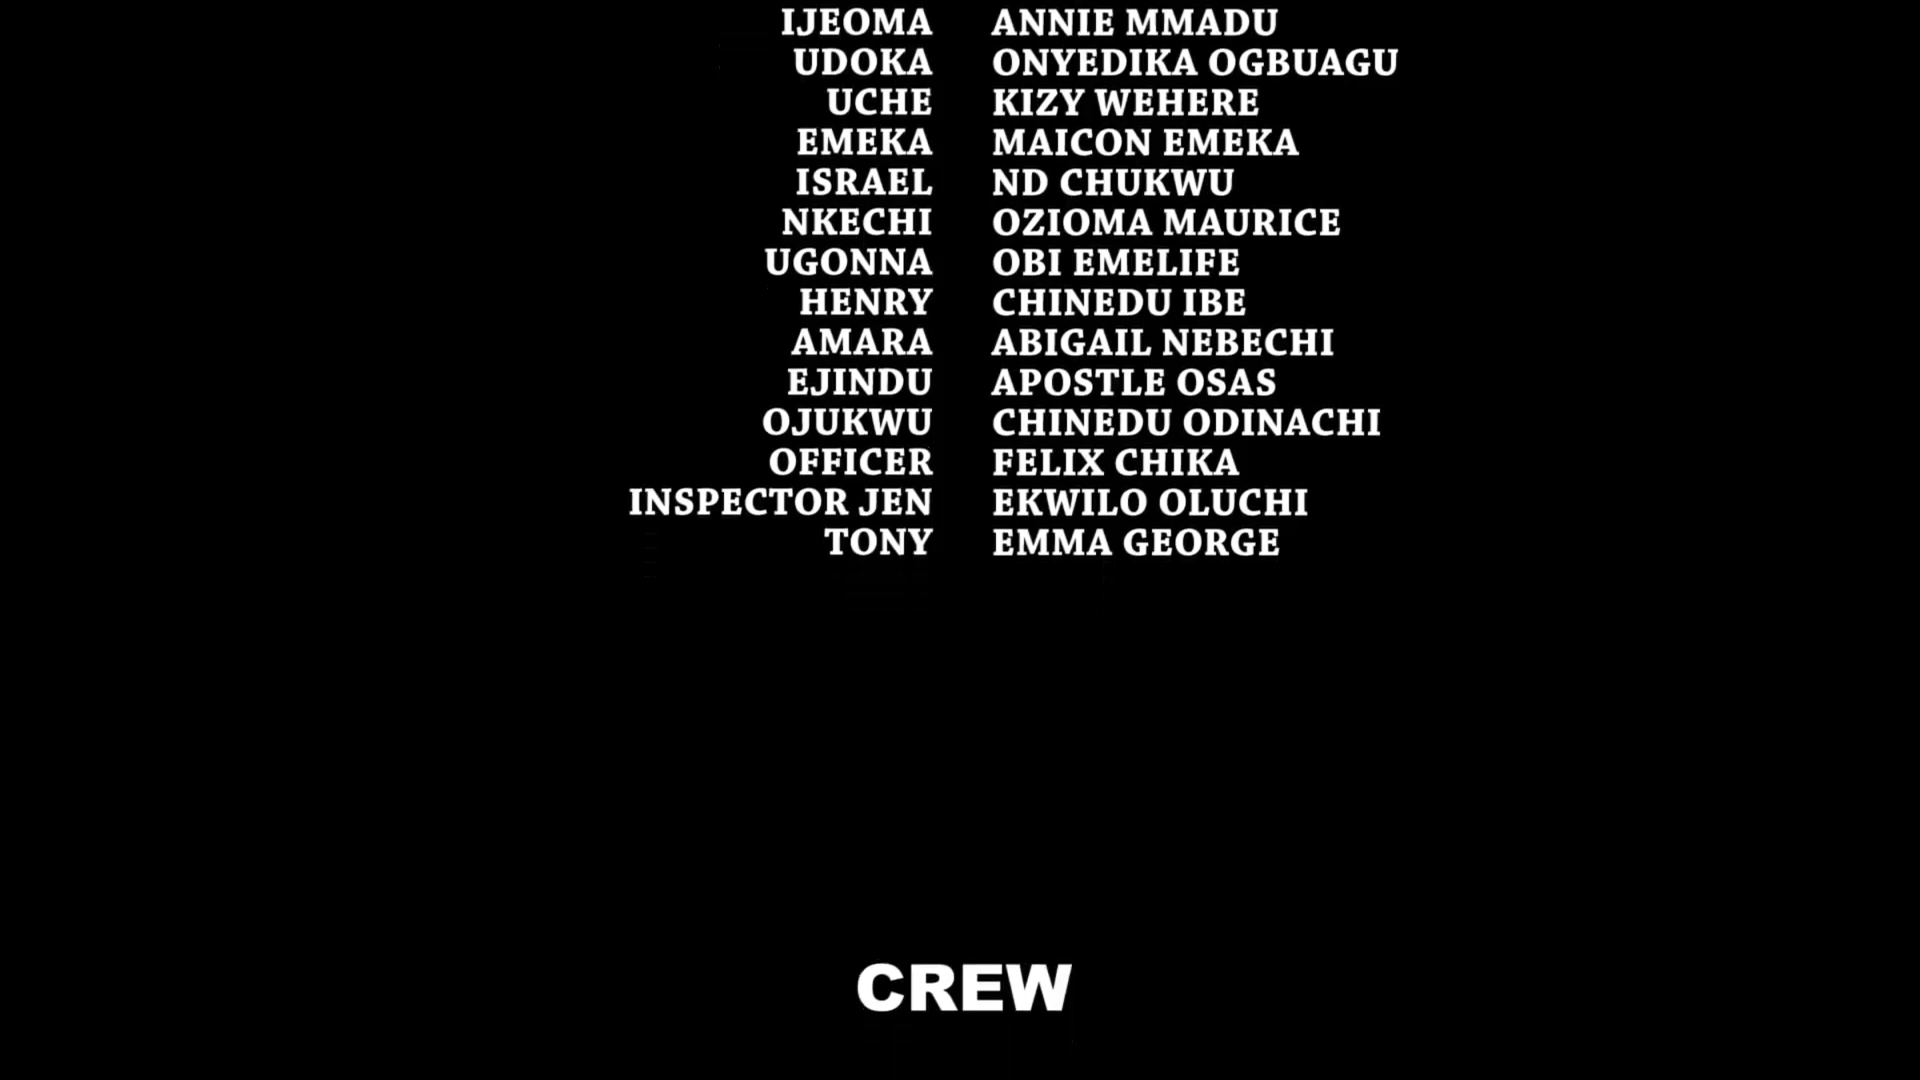 IJEOMA ANNIE MMADU
UDOKA ONYEDIKA OGBUAGU
UCHE KIZY WEHERE
EMEKA MAICON EMEKA
ISRAEL ND CHUKWU
NKECHI OZIOMA MAURICE
UGONNA OBI EMELIFE
HENRY CHINEDU IBE
AMARA ABIGAIL NEBECHI
EJINDU APOSTLE OSAS
OJUKWU CHINEDU ODINACHI
OFFICER FELIX CHIKA
INSPECTOR JEN EKWILO OLUCHI
TONY EMMA GEORGE
CREW